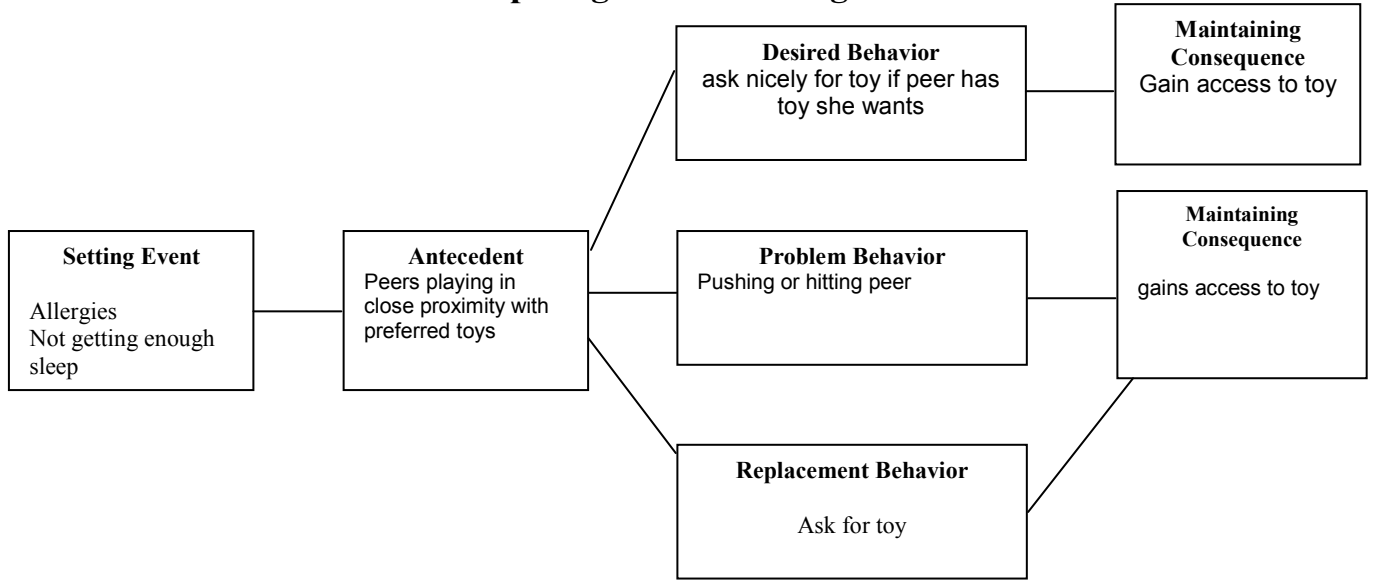 Maintaining
Consequence
Gain access to toy
Desired Behavior
ask nicely for toy if peer has
toy she wants
Setting Event
Allergies
Not getting enough
sleep
Antecedent
Peers playing in
close proximity with
preferred toys
Problem Behavior
Pushing or hitting peer
Maintaining
Consequence
gains access to toy
Replacement Behavior
Ask for toy